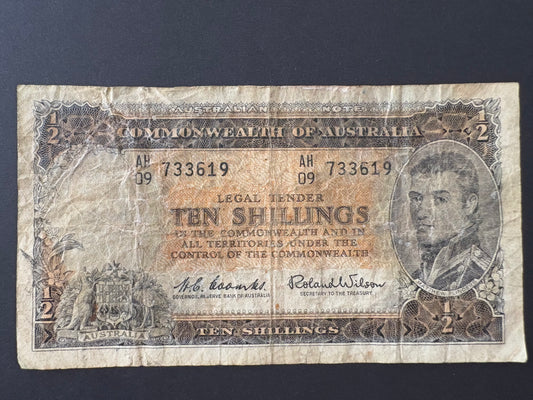 AUSTRALIAN NOTE
1/2
1/2
COMMONWEALTH OF AUSTRALIA
AH
09 733619
AH
09 733619
LEGAL TENDER
TEN SHILLINGS
IN THE COMMONWEALTH AND IN
ALL TERRITORIES UNDER THE
CONTROL OF THE COMMONWEALTH
H.C. Coombs
GOVERNOR, RESERVE BANK OF AUSTRALIA
Roland Wilson
SECRETARY TO THE TREASURY
1/2
AUSTRALIA
TEN SHILLINGS
1/2